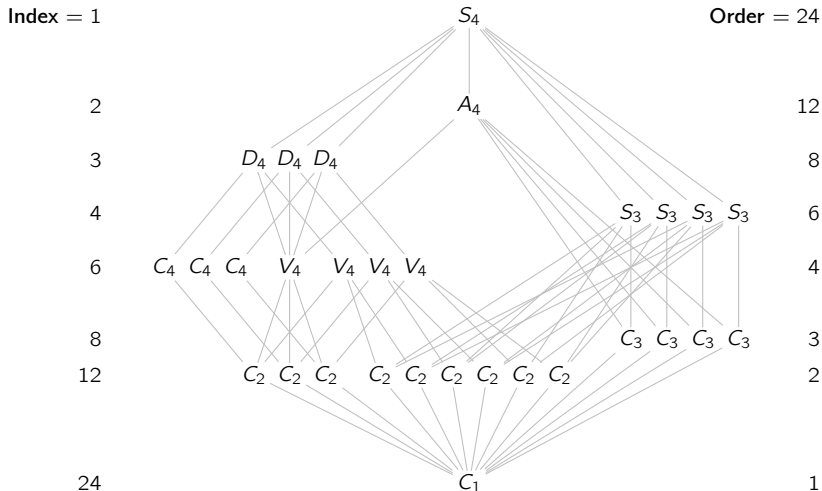 Index = 1 S₄ Order = 24
2 A₄ 12
3 D₄ D₄ D₄ 8
4 S₃ S₃ S₃ S₃ 6
6 C₄ C₄ C₄ V₄ V₄ V₄ V₄ 4
8 C₃ C₃ C₃ C₃ 3
12 C₂ C₂ C₂ C₂ C₂ C₂ C₂ C₂ C₂ 2
24 C₁ 1